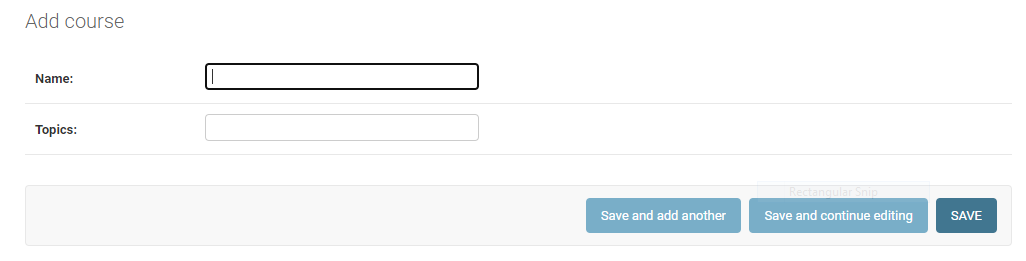 Add course
Name:
Topics:
Rectangular Snip
Save and add another
Save and continue editing
SAVE